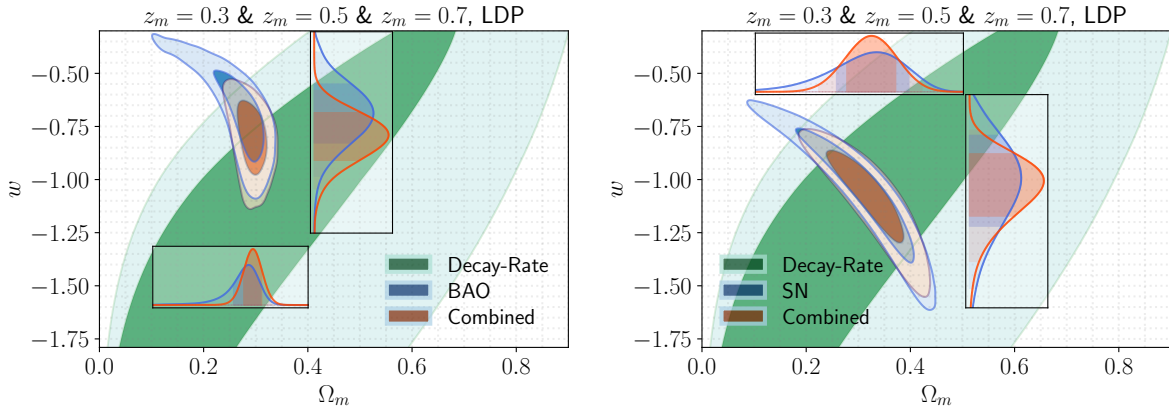 z_m = 0.3 & z_m = 0.5 & z_m = 0.7, LDP
w
−0.50
−0.75
−1.00
−1.25
−1.50
−1.75
Decay-Rate
BAO
Combined
0.0 0.2 0.4 0.6 0.8
Ω_m
z_m = 0.3 & z_m = 0.5 & z_m = 0.7, LDP
w
−0.50
−0.75
−1.00
−1.25
−1.50
−1.75
Decay-Rate
SN
Combined
0.0 0.2 0.4 0.6 0.8
Ω_m